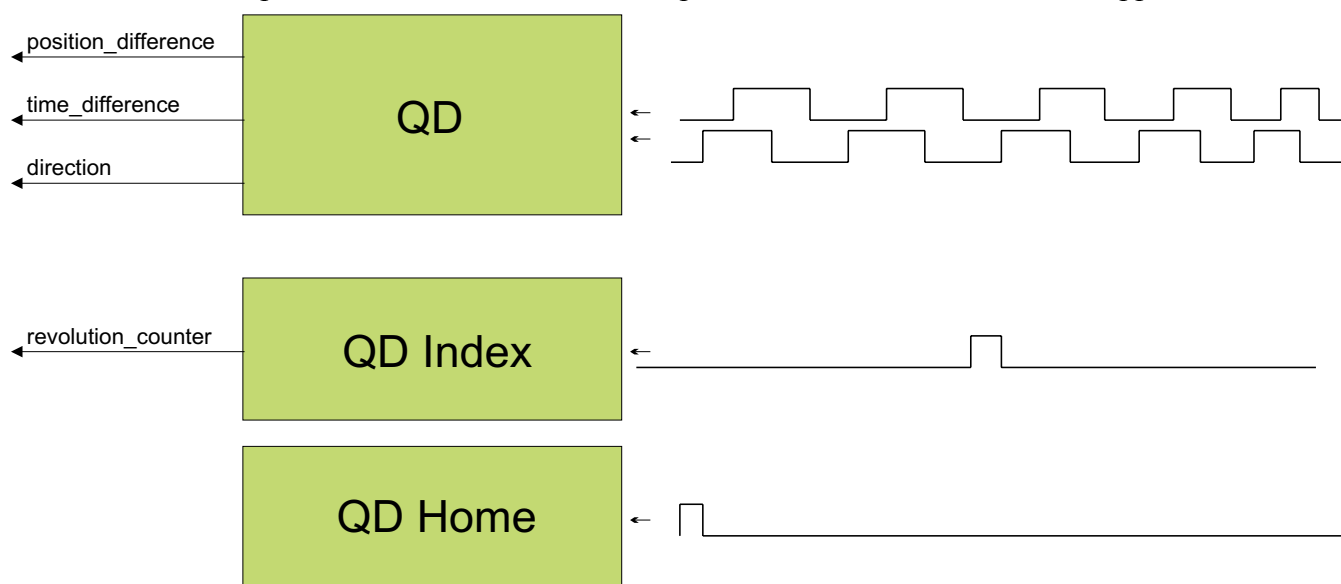 position_difference
time_difference
QD
direction
revolution_counter
QD Index
QD Home